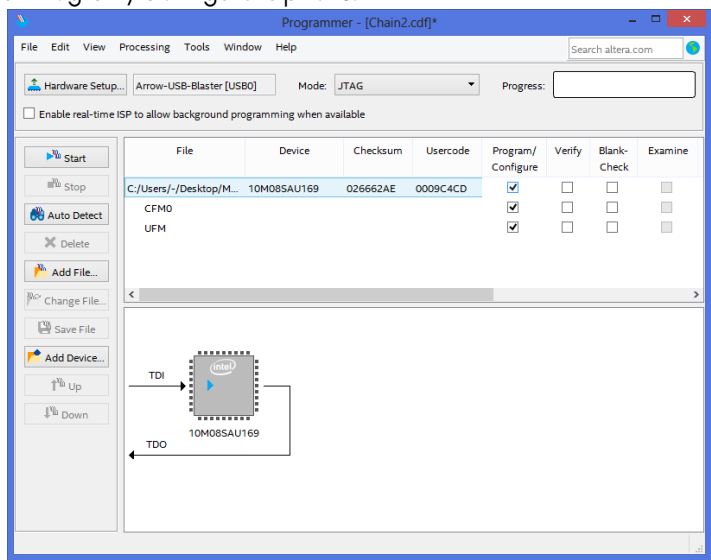 Programmer - [Chain2.cdf]*
File Edit View Processing Tools Window Help
Search altera.com
Hardware Setup... Arrow-USB-Blaster [USB0] Mode: JTAG Progress:
Enable real-time ISP to allow background programming when available
Start
Stop
Auto Detect
Delete
Add File...
Change File...
Save File
Add Device...
Up
Down
File Device Checksum Usercode Program/ Verify Blank- Examine
Configure Check
C:/Users/-/Desktop/M... 10M08SAU169 026662AE 0009C4CD
CFM0
UFM
TDI
intel
10M08SAU169
TDO